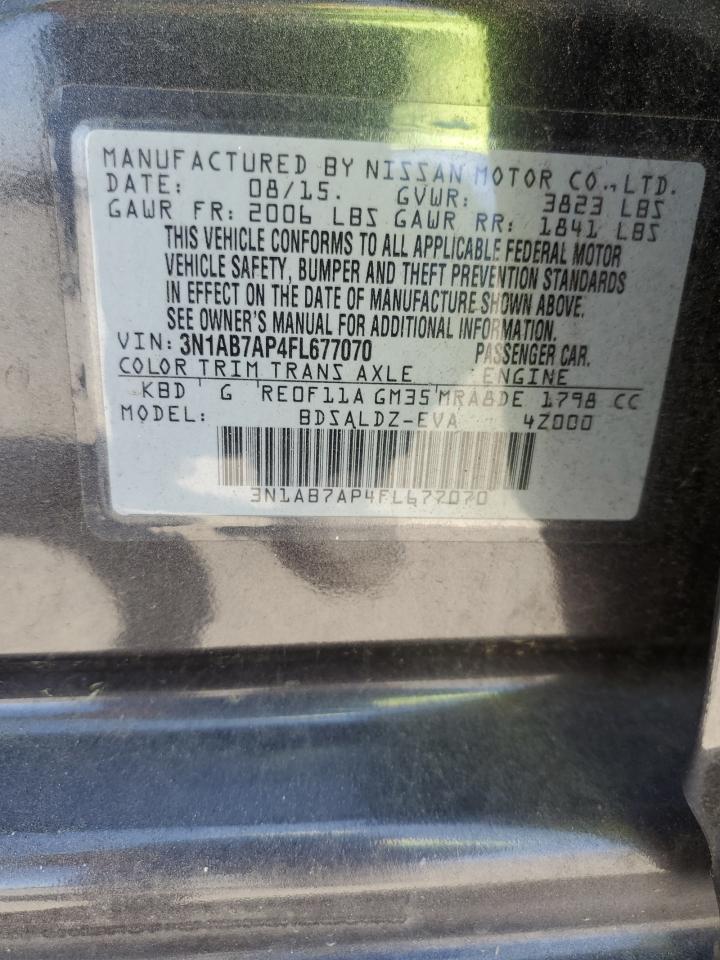 MANUFACTURED BY NISSAN MOTOR CO., LTD.
DATE: 08/15. GVWR: 3823 LBS
GAWR FR: 2006 LBS GAWR RR: 1841 LBS
THIS VEHICLE CONFORMS TO ALL APPLICABLE FEDERAL MOTOR
VEHICLE SAFETY, BUMPER AND THEFT PREVENTION STANDARDS
IN EFFECT ON THE DATE OF MANUFACTURE SHOWN ABOVE.
SEE OWNER'S MANUAL FOR ADDITIONAL INFORMATION.
VIN: 3N1AB7AP4FL677070 PASSENGER CAR.
COLOR TRIM TRANS AXLE ENGINE
KBD G RE0F11A GM35 MRA8DE 1798 CC
MODEL: BDSALDZ-EVA 4Z000
3N1AB7AP4FL677070